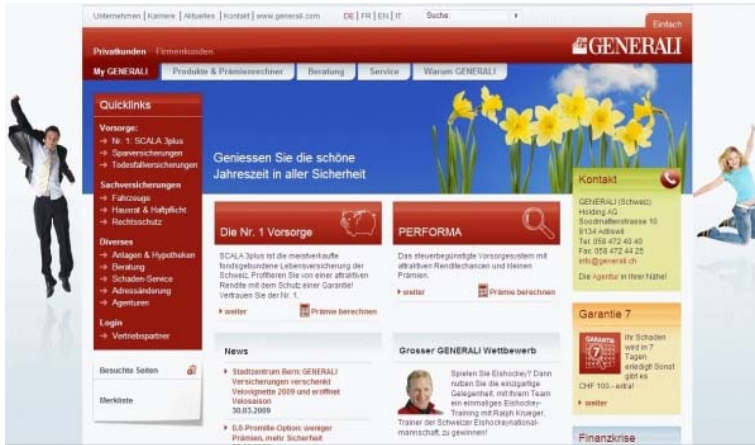 Unternehmen | Karriere | Aktuelles | Kontakt | www.generali.com DE | FR | EN | IT Suche:
Einfach
GENERALI
Privatkunden Firmenkunden
My GENERALI Produkte & Prämienrechner Beratung Service Warum GENERALI
Quicklinks
Vorsorge:
Nr. 1: SCALA 3plus
Sparversicherungen
Todesfallversicherungen
Sachversicherungen
Fahrzeuge
Hausrat & Haftpflicht
Rechtsschutz
Diverses
Anlagen & Hypotheken
Beratung
Schaden-Service
Adressänderung
Agenturen
Login
Vertriebspartner
Besuchte Seiten
Merkliste
Geniessen Sie die schöne
Jahreszeit in aller Sicherheit
Die Nr. 1 Vorsorge
SCALA 3plus ist die meistverkaufte
fondsgebundene Lebensversicherung der
Schweiz. Profitieren Sie von einer attraktiven
Rendite mit dem Schutz einer Garantie!
Vertrauen Sie der Nr. 1.
weiter Prämie berechnen
PERFORMA
Das steuerbegünstigte Vorsorgesystem mit
attraktiven Renditechancen und kleinen
Prämien.
weiter Prämie berechnen
News
Stadtzentrum Bern: GENERALI
Versicherungen verschenkt
Velovignette 2009 und eröffnet
Velosaison
30.03.2009
0,0-Promille-Option: weniger
Prämien, mehr Sicherheit
Grosser GENERALI Wettbewerb
Spielen Sie Eishockey? Dann
nutzen Sie die einzigartige
Gelegenheit, mit Ihrem Team
ein einmaliges Eishockey-
Training mit Ralph Krueger,
Trainer der Schweizer Eishockeynational-
mannschaft, zu gewinnen!
Kontakt
GENERALI (Schweiz)
Holding AG
Soodmattenstrasse 10
8134 Adliswil
Tel. 058 472 40 40
Fax. 058 472 44 25
info@generali.ch
Die Agentur in Ihrer Nähe!
Garantie 7
GARANTIE
7
Ihr Schaden
wird in 7
Tagen
erledigt! Sonst
gibt es
CHF 100.- extra!
weiter
Finanzkrise